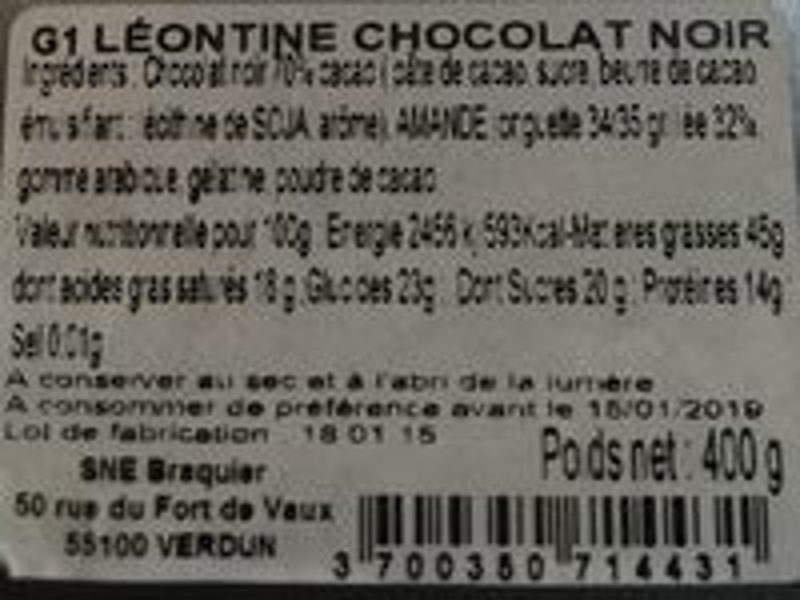 G1 LÉONTINE CHOCOLAT NOIR
Ingrédients : Chocolat noir 70% cacao ( pâte de cacao, sucre, beurre de cacao,
émulsifiant : lécithine de SOJA, arôme), AMANDE longuette 34/35 grillée 32%,
gomme arabique, gélatine, poudre de cacao
Valeur nutritionnelle pour 100g : Energie 2456 kj 593Kcal-Matieres grasses 45g
dont acides gras saturés 18 g Glucides 23g : Dont Sucres 20 g : Protéines 14g
Sel 0.01g
A conserver au sec et à l'abri de la lumière
A consommer de préférence avant le 15/01/2019
Lot de fabrication : 18 01 15
Poids net : 400 g
SNE Braquier
50 rue du Fort de Vaux
55100 VERDUN
3 700350 714431